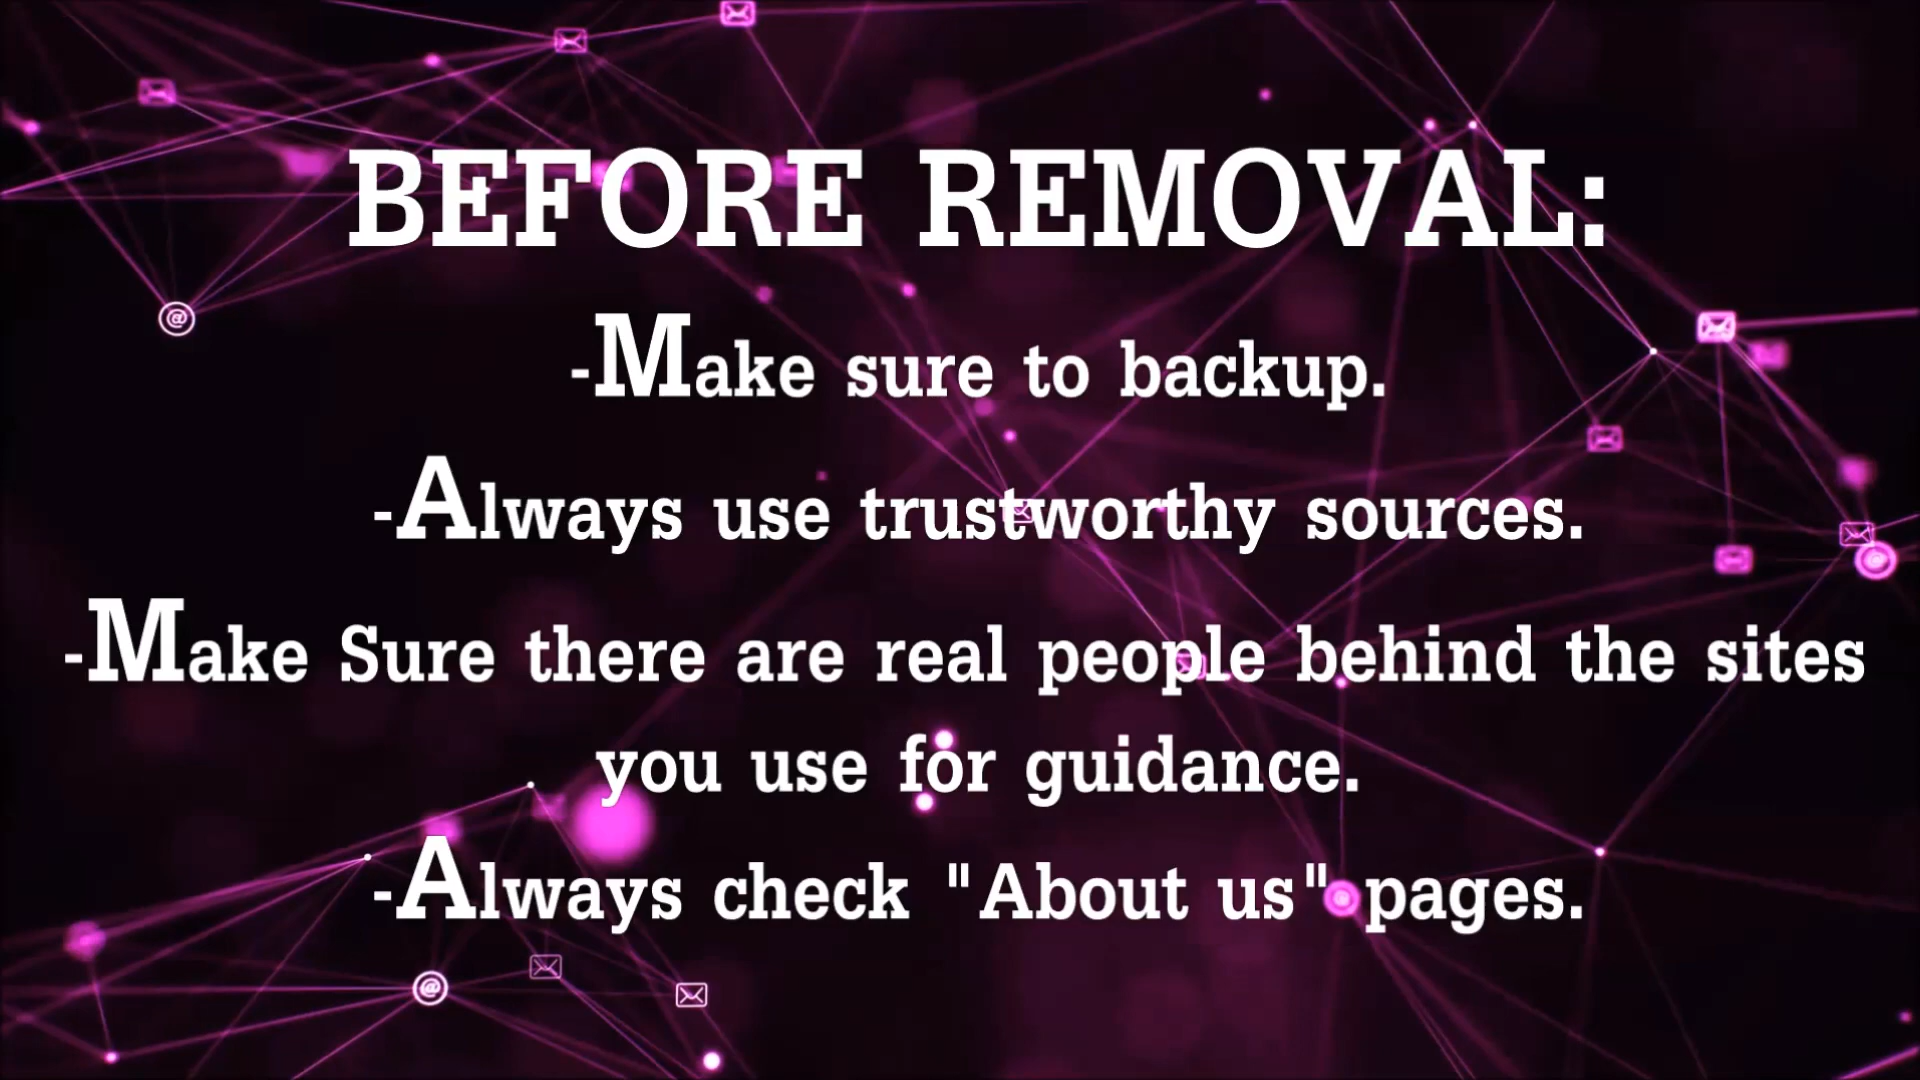 BEFORE REMOVAL:
-Make sure to backup.
-Always use trustworthy sources.
-Make Sure there are real people behind the sites
you use for guidance.
-Always check "About us" pages.